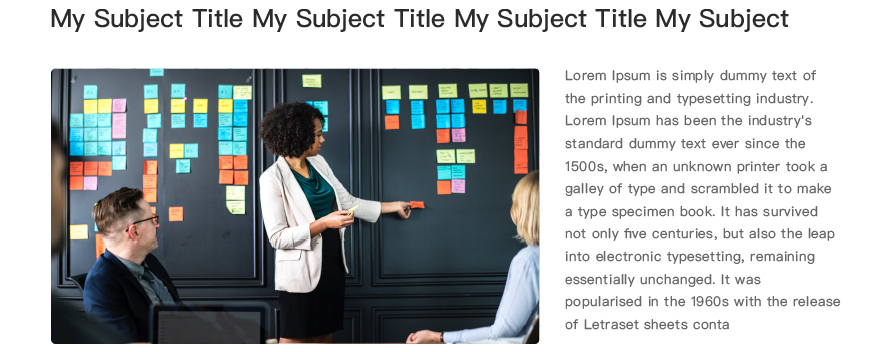 My Subject Title My Subject Title My Subject Title My Subject
Lorem Ipsum is simply dummy text of
the printing and typesetting industry.
Lorem Ipsum has been the industry's
standard dummy text ever since the
1500s, when an unknown printer took a
galley of type and scrambled it to make
a type specimen book. It has survived
not only five centuries, but also the leap
into electronic typesetting, remaining
essentially unchanged. It was
popularised in the 1960s with the release
of Letraset sheets conta